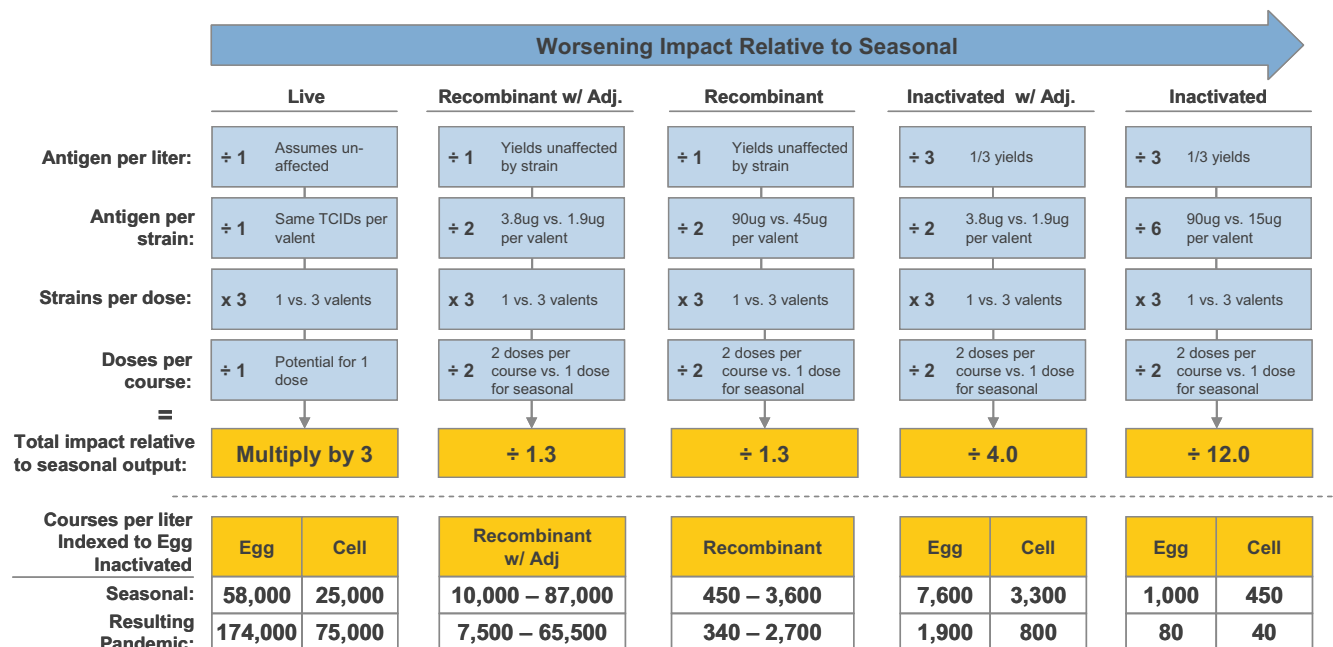 Worsening Impact Relative to Seasonal
Live
Recombinant w/ Adj.
Recombinant
Inactivated w/ Adj.
Inactivated
Antigen per liter:
÷ 1
Assumes un-
affected
÷ 1
Yields unaffected
by strain
÷ 1
Yields unaffected
by strain
÷ 3
1/3 yields
÷ 3
1/3 yields
Antigen per
strain:
÷ 1
Same TCIDs per
valent
÷ 2
3.8ug vs. 1.9ug
per valent
÷ 2
90ug vs. 45ug
per valent
÷ 2
3.8ug vs. 1.9ug
per valent
÷ 6
90ug vs. 15ug
per valent
Strains per dose:
x 3
1 vs. 3 valents
x 3
1 vs. 3 valents
x 3
1 vs. 3 valents
x 3
1 vs. 3 valents
x 3
1 vs. 3 valents
Doses per
course:
÷ 1
Potential for 1
dose
÷ 2
2 doses per
course vs. 1 dose
for seasonal
÷ 2
2 doses per
course vs. 1 dose
for seasonal
÷ 2
2 doses per
course vs. 1 dose
for seasonal
÷ 2
2 doses per
course vs. 1 dose
for seasonal
=
Total impact relative
to seasonal output:
Multiply by 3
÷ 1.3
÷ 1.3
÷ 4.0
÷ 12.0
Courses per liter
Indexed to Egg
Inactivated
Egg
Cell
Recombinant
w/ Adj
Recombinant
Egg
Cell
Egg
Cell
Seasonal:
58,000
25,000
10,000 – 87,000
450 – 3,600
7,600
3,300
1,000
450
Resulting
Pandemic:
174,000
75,000
7,500 – 65,500
340 – 2,700
1,900
800
80
40